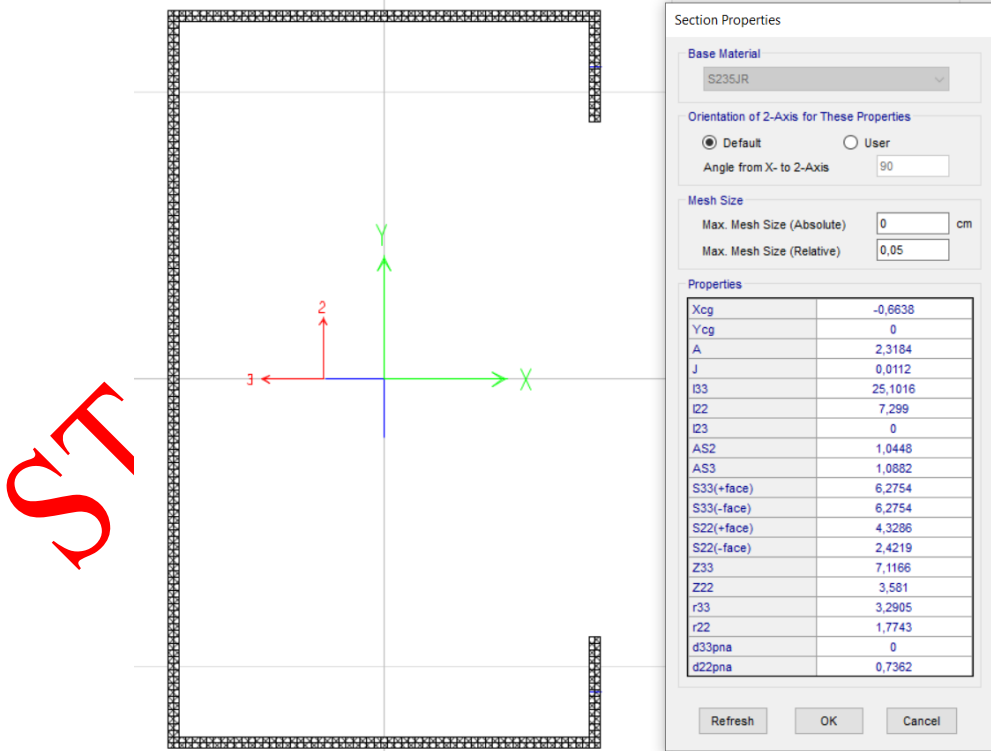 Section Properties
Base Material
S235JR
Orientation of 2-Axis for These Properties
Default User
Angle from X- to 2-Axis 90
Mesh Size
Max. Mesh Size (Absolute) 0 cm
Max. Mesh Size (Relative) 0,05
Properties
Xcg -0,6638
Ycg 0
A 2,3184
J 0,0112
I33 25,1016
I22 7,299
I23 0
AS2 1,0448
AS3 1,0882
S33(+face) 6,2754
S33(-face) 6,2754
S22(+face) 4,3286
S22(-face) 2,4219
Z33 7,1166
Z22 3,581
r33 3,2905
r22 1,7743
d33pna 0
d22pna 0,7362
Refresh OK Cancel
Y
2
X
ST